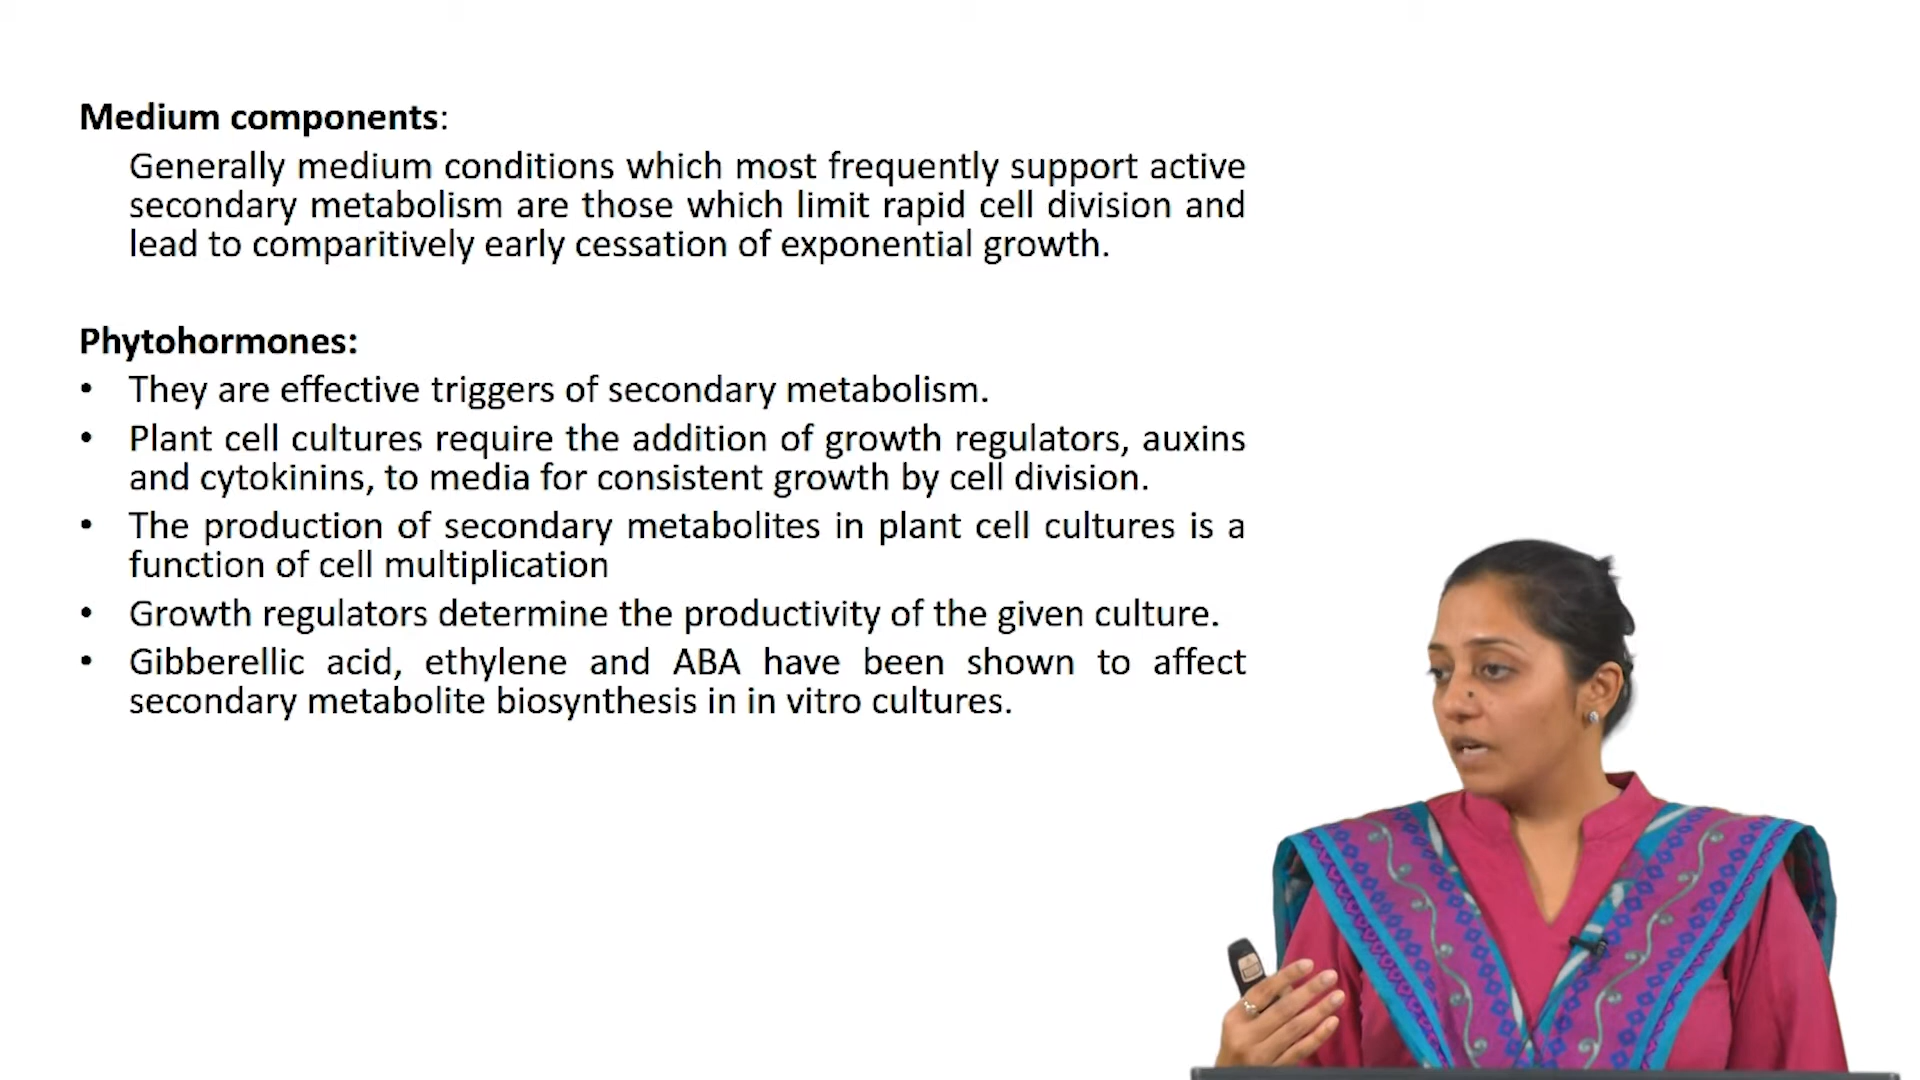 Medium components:
Generally medium conditions which most frequently support active
secondary metabolism are those which limit rapid cell division and
lead to comparitively early cessation of exponential growth.
Phytohormones:
• They are effective triggers of secondary metabolism.
• Plant cell cultures require the addition of growth regulators, auxins
and cytokinins, to media for consistent growth by cell division.
• The production of secondary metabolites in plant cell cultures is a
function of cell multiplication
• Growth regulators determine the productivity of the given culture.
• Gibberellic acid, ethylene and ABA have been shown to affect
secondary metabolite biosynthesis in in vitro cultures.